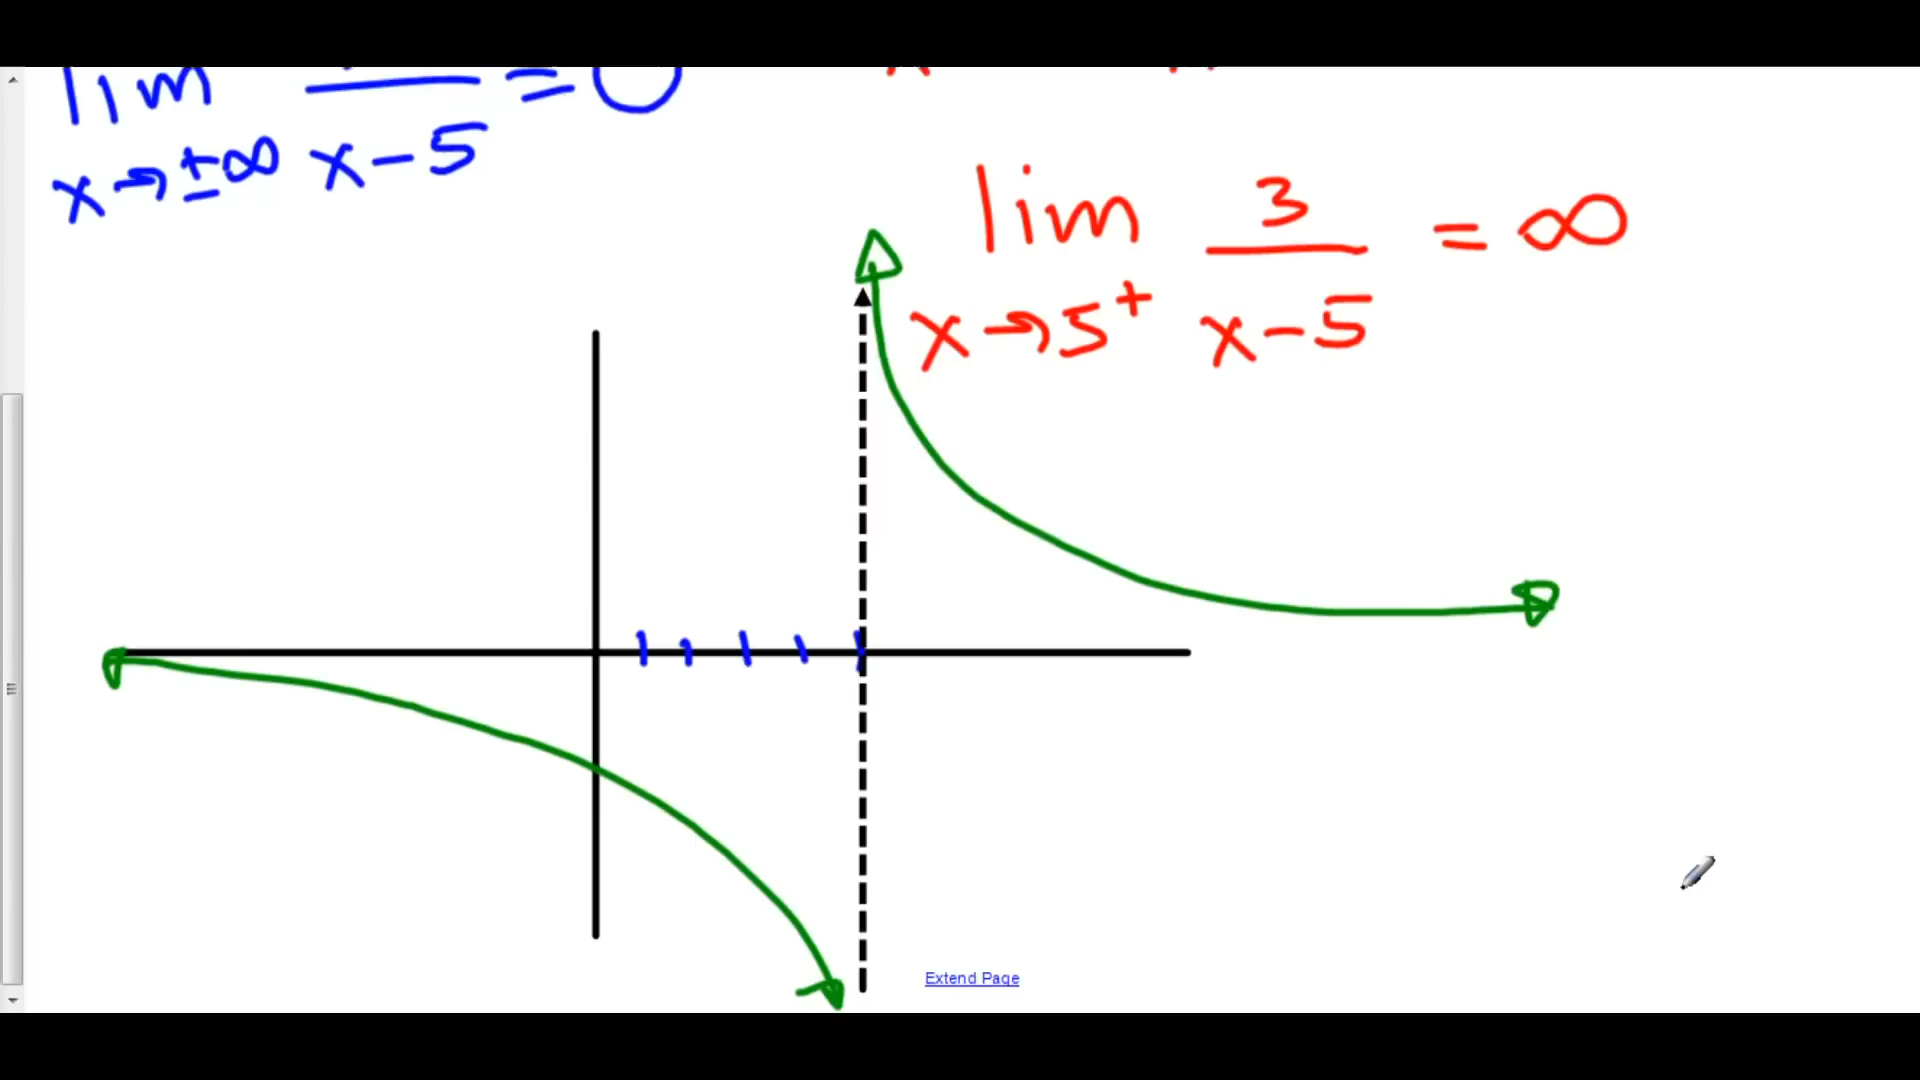 lim = 0
x→±∞ x-5
lim 3 = ∞
x→5⁺ x-5
Extend Page